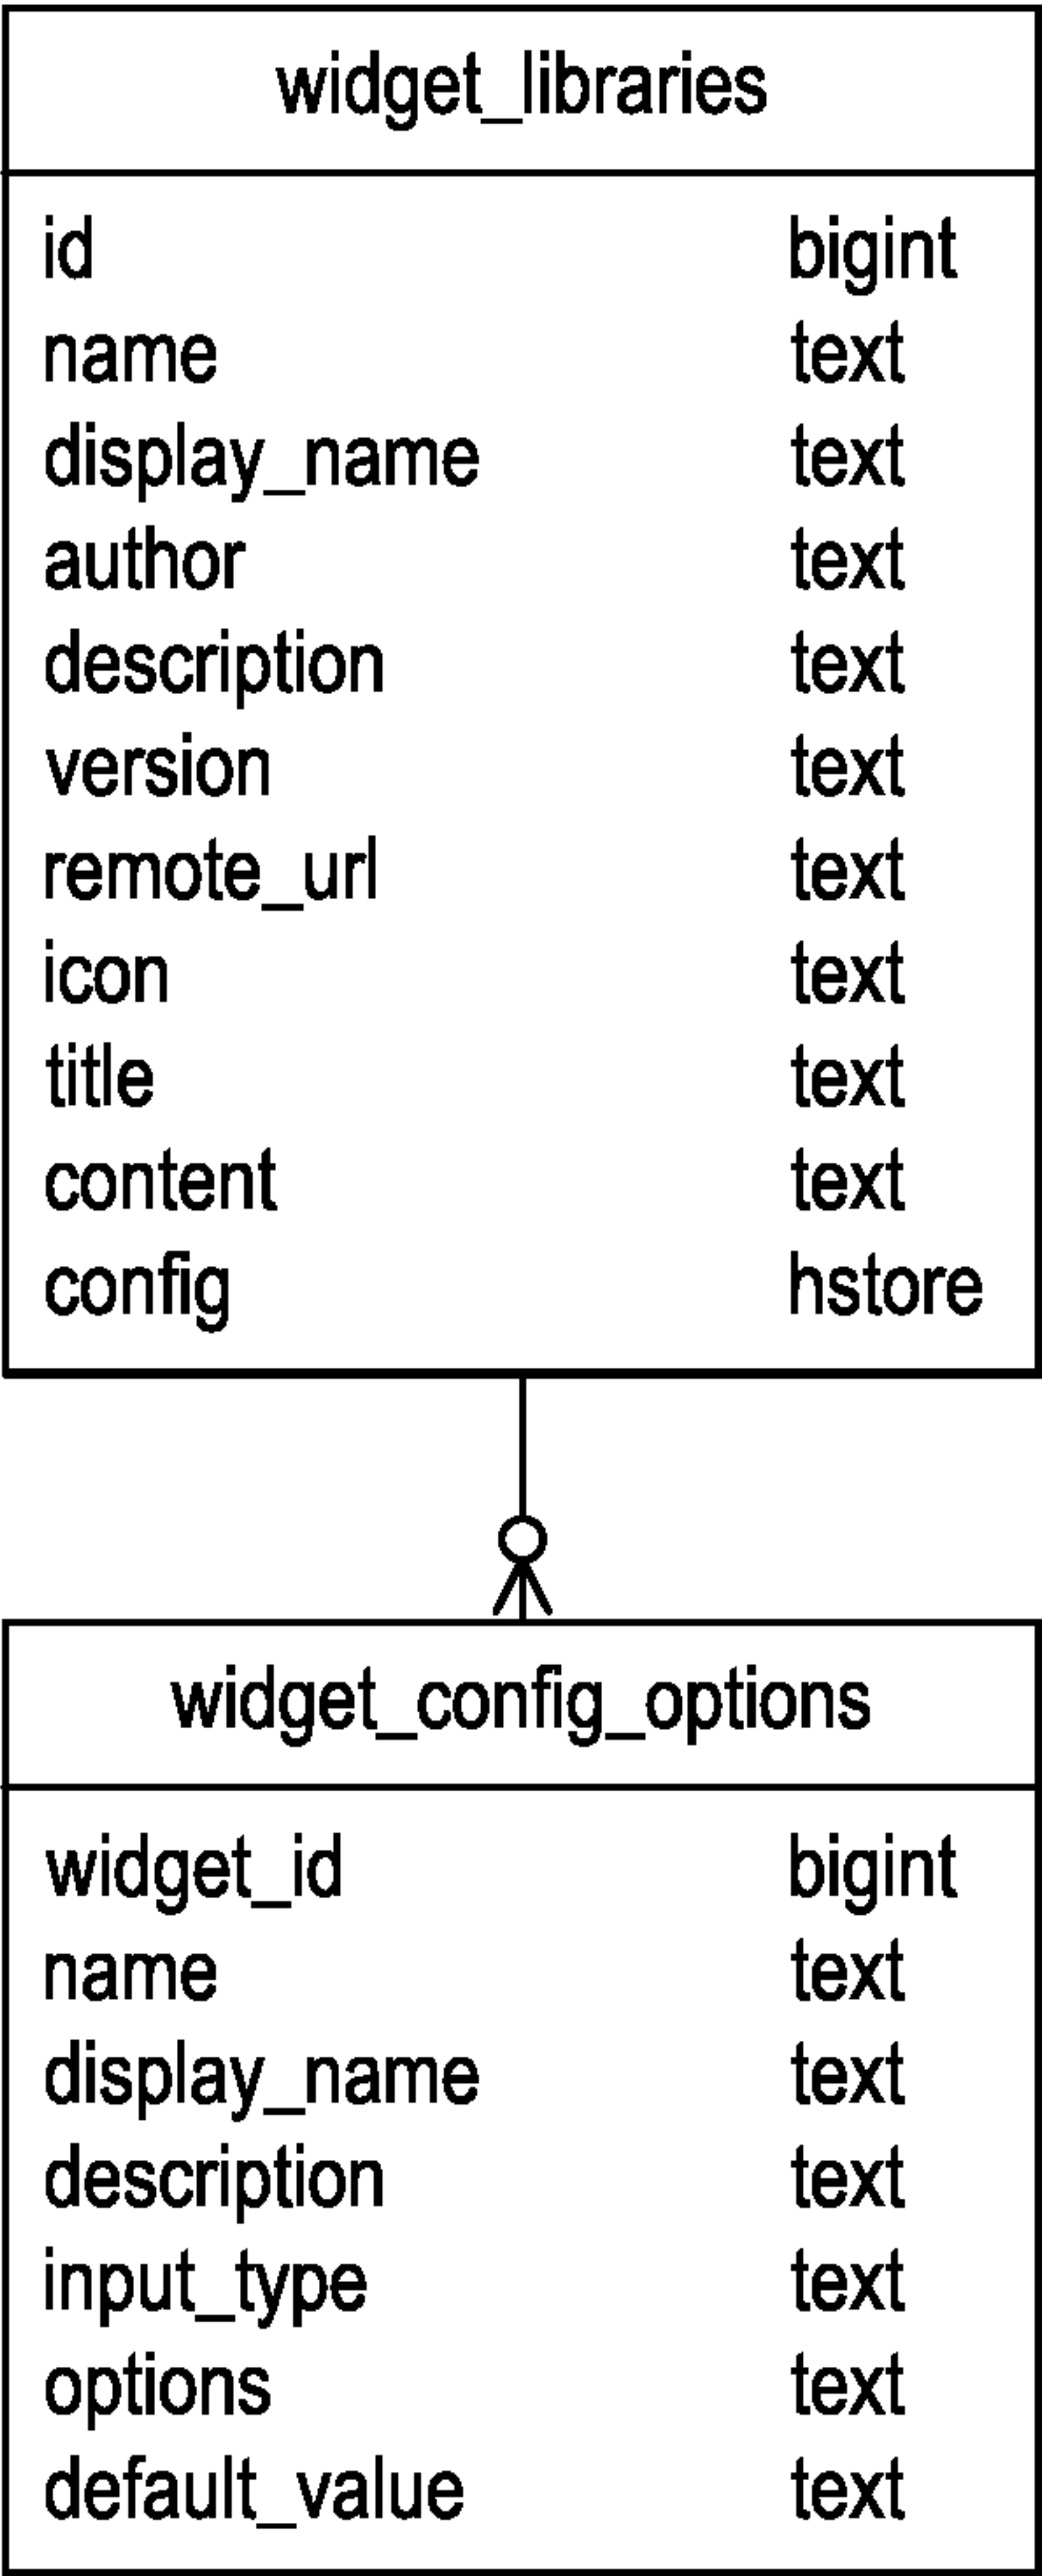 widget_libraries
id bigint
name text
display_name text
author text
description text
version text
remote_url text
icon text
title text
content text
config hstore
widget_config_options
widget_id bigint
name text
display_name text
description text
input_type text
options text
default_value text